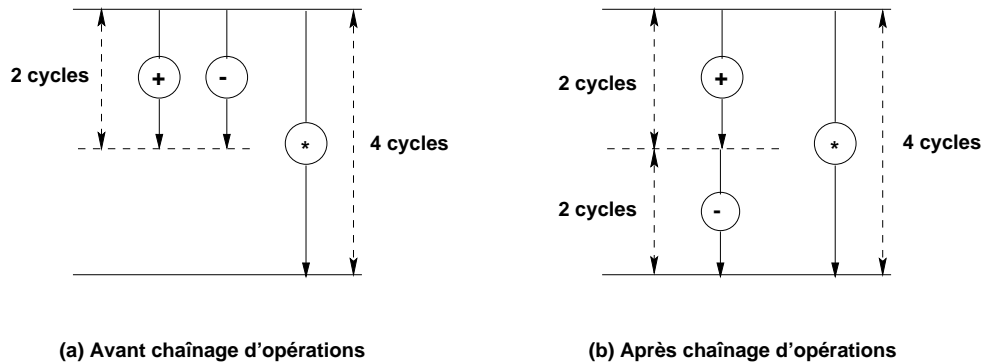 2 cycles
+
-
*
4 cycles
(a) Avant chaînage d'opérations
2 cycles
+
2 cycles
-
*
4 cycles
(b) Après chaînage d'opérations